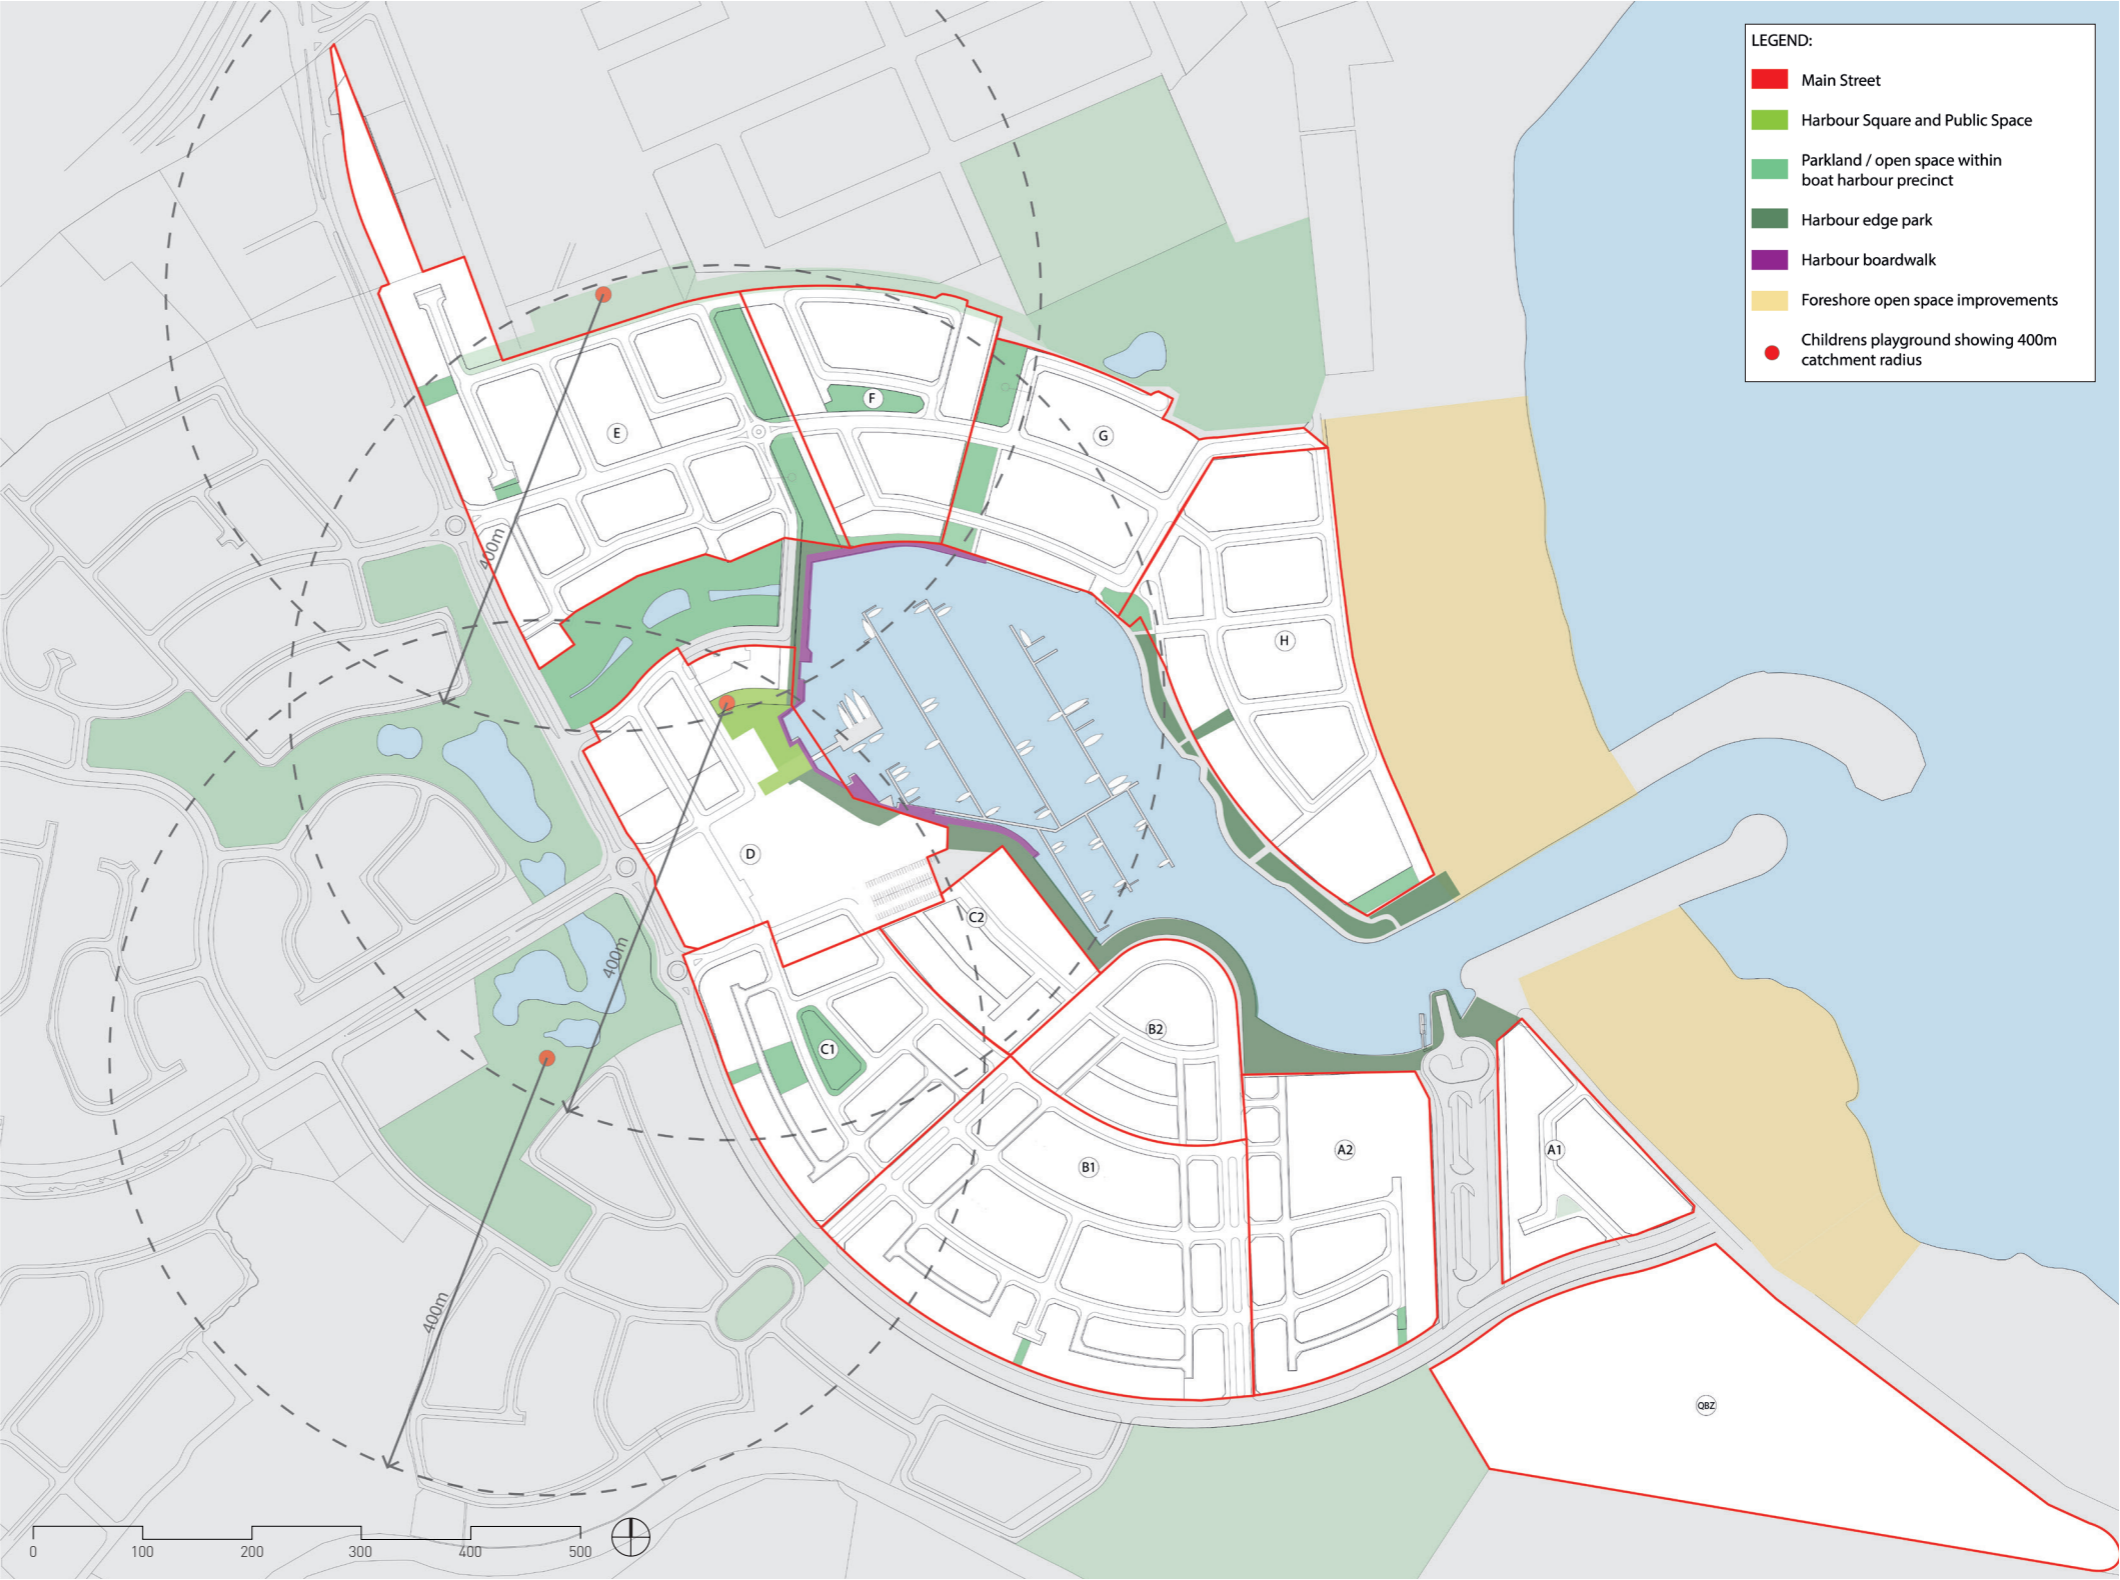 LEGEND:
Main Street
Harbour Square and Public Space
Parkland / open space within
boat harbour precinct
Harbour edge park
Harbour boardwalk
Foreshore open space improvements
Childrens playground showing 400m
catchment radius
F
E
G
400m
H
D
C2
400m
B2
C1
A2
A1
B1
400m
QBZ
0 100 200 300 400 500